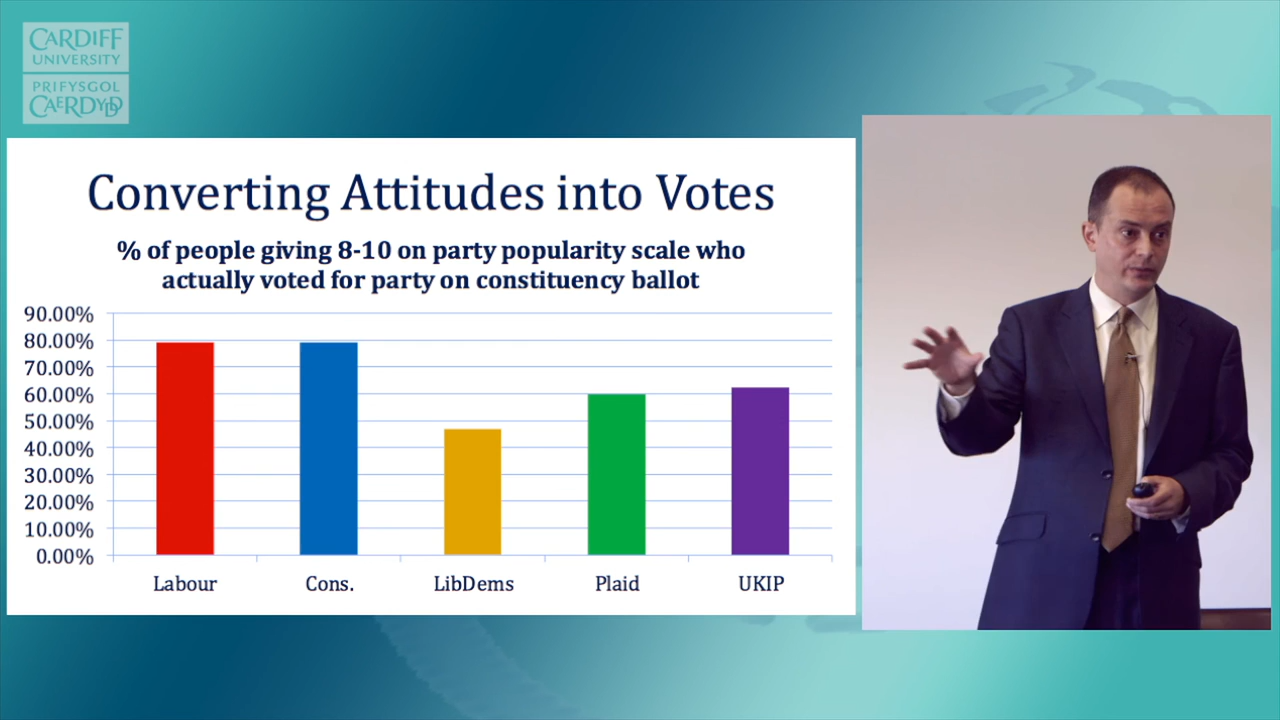 CARDIFF
UNIVERSITY
PRIFYSGOL
CAERDYDD
Converting Attitudes into Votes
% of people giving 8-10 on party popularity scale who
actually voted for party on constituency ballot
90.00%
80.00%
70.00%
60.00%
50.00%
40.00%
30.00%
20.00%
10.00%
0.00%
Labour
Cons.
LibDems
Plaid
UKIP